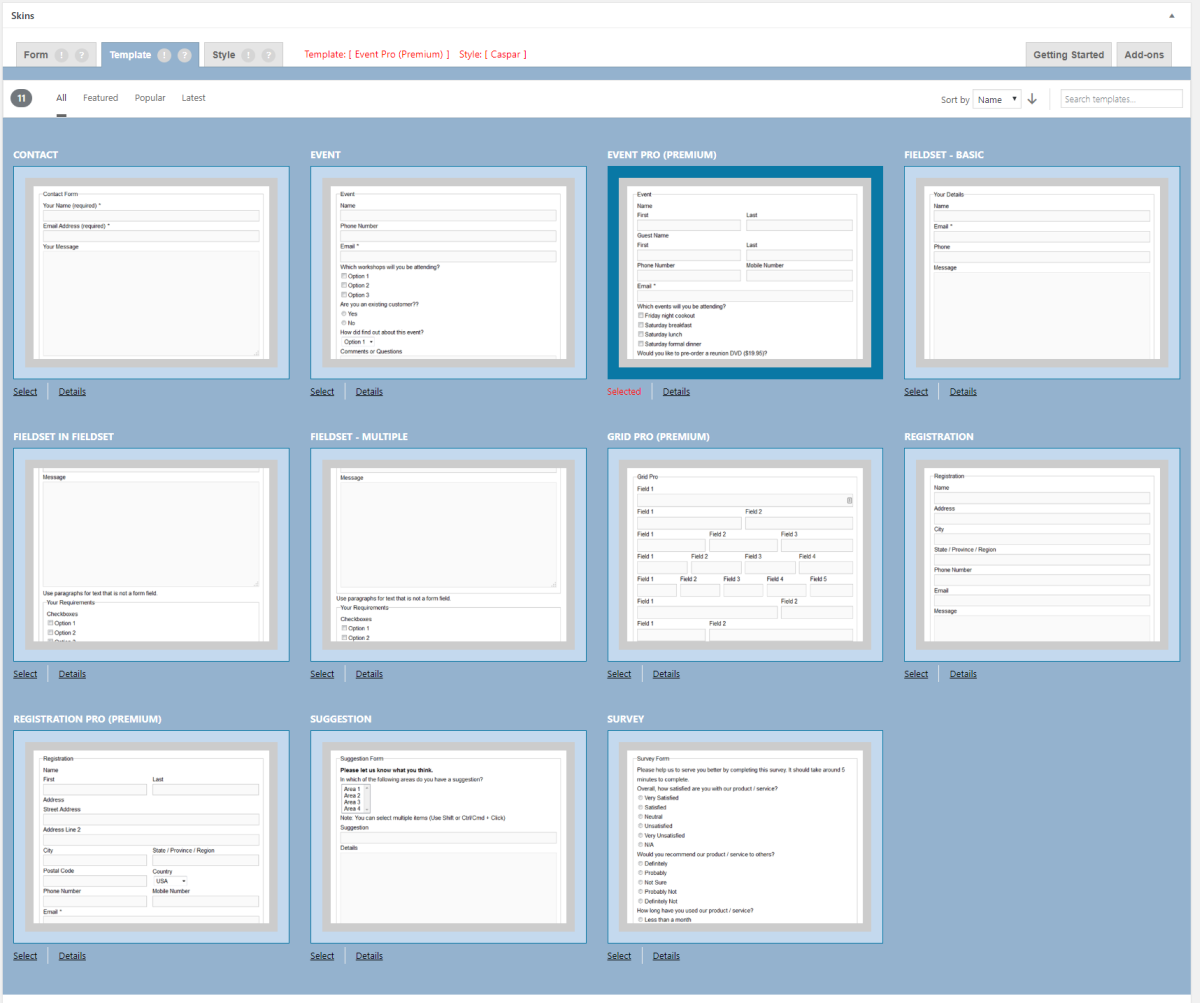 Skins
Form ! ? Template ! ? Style ! ? Template: [ Event Pro (Premium) ] Style: [ Caspar ] Getting Started Add-ons
11 All Featured Popular Latest Sort by Name Search templates...
CONTACT
Contact Form
Your Name (required) *
Email Address (required) *
Your Message
Select Details
EVENT
Event
Name
Phone Number
Email *
Which workshops will you be attending?
Option 1
Option 2
Option 3
Are you an existing customer??
Yes
No
How did find out about this event?
Option 1
Comments or Questions
Select Details
EVENT PRO (PREMIUM)
Event
Name
First Last
Guest Name
First Last
Phone Number Mobile Number
Email *
Which events will you be attending?
Friday night cookout
Saturday breakfast
Saturday lunch
Saturday formal dinner
Would you like to pre-order a reunion DVD ($19.95)?
Selected Details
FIELDSET - BASIC
Your Details
Name
Email *
Phone
Message
Select Details
FIELDSET IN FIELDSET
Message
Use paragraphs for text that is not a form field.
Your Requirements
Checkboxes
Option 1
Option 2
Select Details
FIELDSET - MULTIPLE
Message
Use paragraphs for text that is not a form field.
Your Requirements
Checkboxes
Option 1
Option 2
Select Details
GRID PRO (PREMIUM)
Grid Pro
Field 1
Field 1 Field 2
Field 1 Field 2 Field 3
Field 1 Field 2 Field 3 Field 4
Field 1 Field 2 Field 3 Field 4 Field 5
Field 1 Field 2
Field 1 Field 2
Select Details
REGISTRATION
Registration
Name
Address
City
State / Province / Region
Phone Number
Email
Message
Select Details
REGISTRATION PRO (PREMIUM)
Registration
Name
First Last
Address
Street Address
Address Line 2
City State / Province / Region
Postal Code Country
USA
Phone Number Mobile Number
Email *
Select Details
SUGGESTION
Suggestion Form
Please let us know what you think.
In which of the following areas do you have a suggestion?
Area 1
Area 2
Area 3
Area 4
Note: You can select multiple items (Use Shift or Ctrl/Cmd + Click)
Suggestion
Details
Select Details
SURVEY
Survey Form
Please help us to serve you better by completing this survey. It should take around 5
minutes to complete.
Overall, how satisfied are you with our product / service?
Very Satisfied
Satisfied
Neutral
Unsatisfied
Very Unsatisfied
N/A
Would you recommend our product / service to others?
Definitely
Probably
Not Sure
Probably Not
Definitely Not
How long have you used our product / service?
Less than a month
Select Details